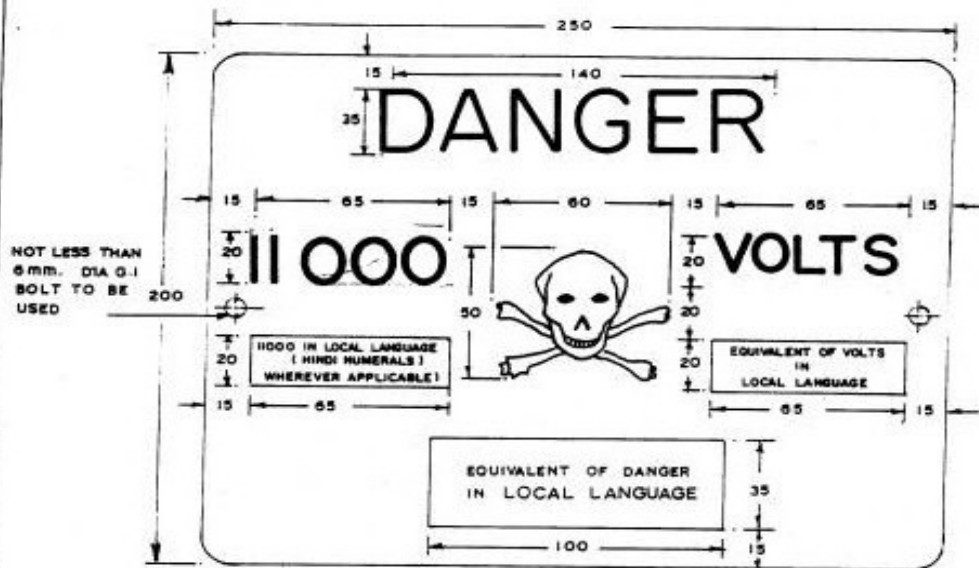 250
15 140
35
DANGER
15 65 15 60 15 65 15
20 11 000
50
20 VOLTS
NOT LESS THAN
6 mm. DIA G.I
BOLT TO BE
USED
200
20
20 11000 IN LOCAL LANGUAGE
( HINDI NUMERALS )
WHEREVER APPLICABLE)
20 EQUIVALENT OF VOLTS
IN
LOCAL LANGUAGE
15 65
65 15
EQUIVALENT OF DANGER
IN LOCAL LANGUAGE
35
100
15